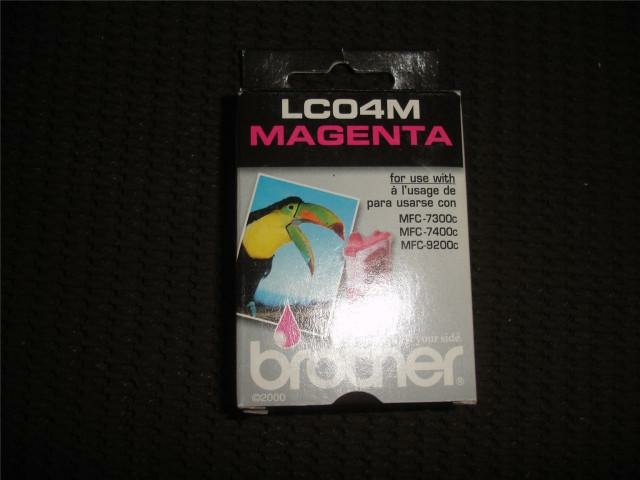 LC04M
MAGENTA
for use with
à l'usage de
para usarse con
MFC-7300c
MFC-7400c
MFC-9200c
your side.
brother®
©2000